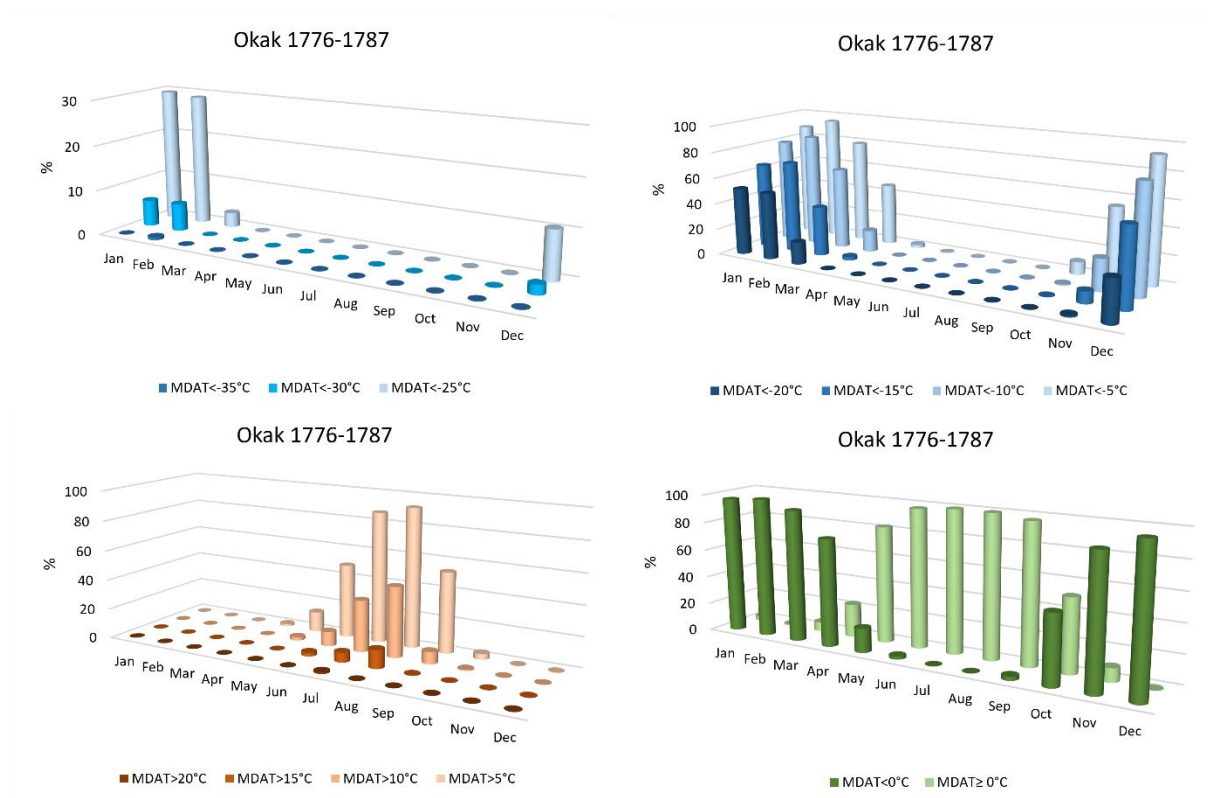 Okak 1776-1787
30
20
10
0
%
Jan Feb Mar Apr May Jun Jul Aug Sep Oct Nov Dec
MDAT<-35°C MDAT<-30°C MDAT<-25°C
Okak 1776-1787
100
80
60
40
20
0
%
Jan Feb Mar Apr May Jun Jul Aug Sep Oct Nov Dec
MDAT<-20°C MDAT<-15°C MDAT<-10°C MDAT<-5°C
Okak 1776-1787
100
80
60
40
20
0
%
Jan Feb Mar Apr May Jun Jul Aug Sep Oct Nov Dec
MDAT>20°C MDAT>15°C MDAT>10°C MDAT>5°C
Okak 1776-1787
100
80
60
40
20
0
%
Jan Feb Mar Apr May Jun Jul Aug Sep Oct Nov Dec
MDAT<0°C MDAT≥ 0°C